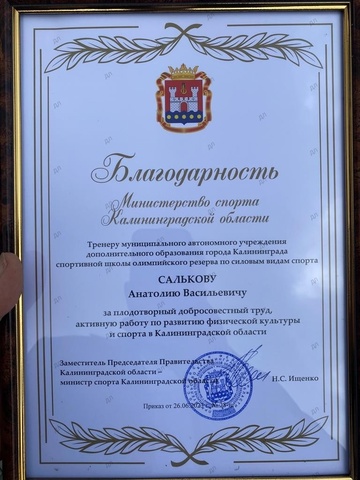 Благодарность
Министерство спорта
Калининградской области
Тренеру муниципального автономного учреждения
дополнительного образования города Калининграда
спортивной школы олимпийского резерва по силовым видам спорта
САЛЬКОВУ
Анатолию Васильевичу
за плодотворный добросовестный труд,
активную работу по развитию физической культуры
и спорта в Калининградской области
Заместитель Председателя Правительства
Калининградской области –
министр спорта Калининградской области
Н.С. Ищенко
Приказ от